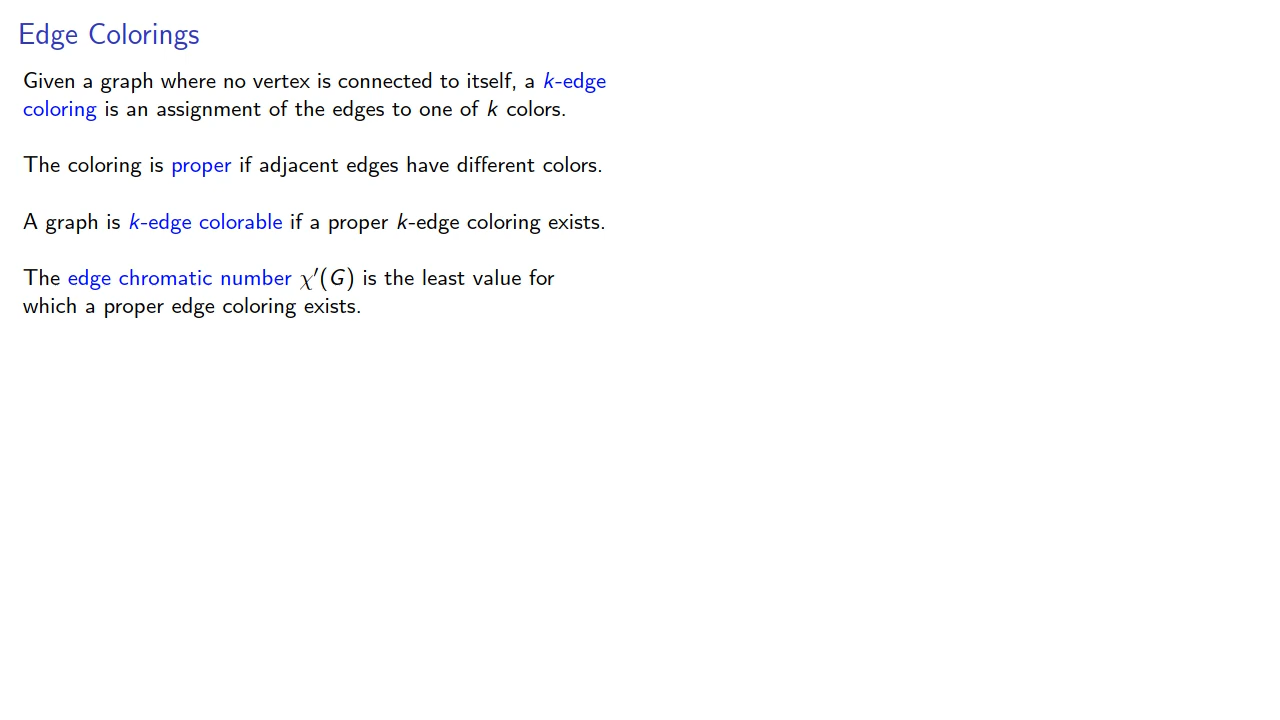 Edge Colorings
Given a graph where no vertex is connected to itself, a k-edge
coloring is an assignment of the edges to one of k colors.
The coloring is proper if adjacent edges have different colors.
A graph is k-edge colorable if a proper k-edge coloring exists.
The edge chromatic number χ′(G) is the least value for
which a proper edge coloring exists.